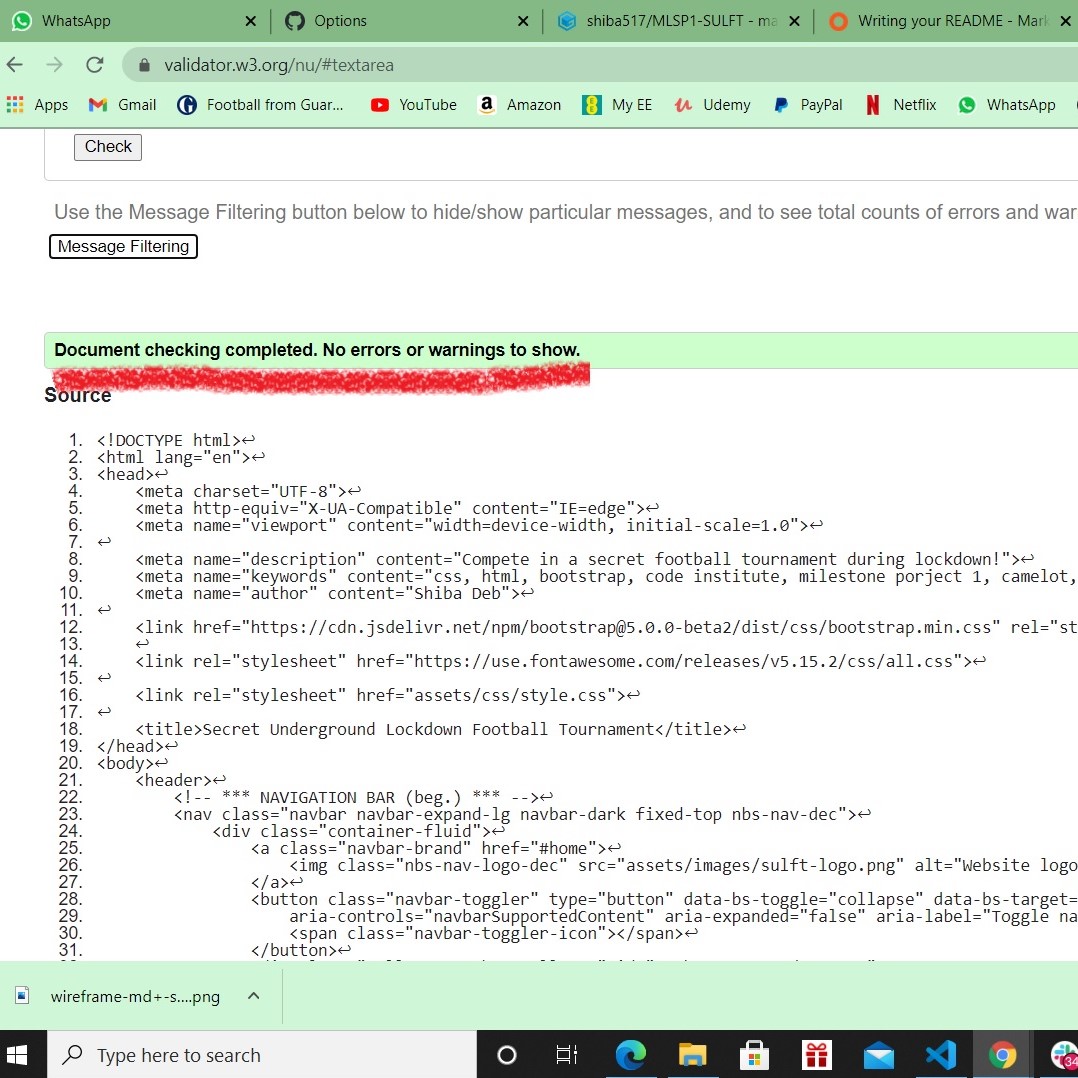 WhatsApp Options shiba517/MLSP1-SULFT - ma Writing your README - Mark
validator.w3.org/nu/#textarea
Apps Gmail Football from Guar... YouTube Amazon My EE Udemy PayPal Netflix WhatsApp
Check
Use the Message Filtering button below to hide/show particular messages, and to see total counts of errors and war
Message Filtering
Document checking completed. No errors or warnings to show.
Source
1. <!DOCTYPE html>↩
2. <html lang="en">↩
3. <head>↩
4. <meta charset="UTF-8">↩
5. <meta http-equiv="X-UA-Compatible" content="IE=edge">↩
6. <meta name="viewport" content="width=device-width, initial-scale=1.0">↩
7. ↩
8. <meta name="description" content="Compete in a secret football tournament during lockdown!">↩
9. <meta name="keywords" content="css, html, bootstrap, code institute, milestone porject 1, camelot,
10. <meta name="author" content="Shiba Deb">↩
11. ↩
12. <link href="https://cdn.jsdelivr.net/npm/bootstrap@5.0.0-beta2/dist/css/bootstrap.min.css" rel="st
13. ↩
14. <link rel="stylesheet" href="https://use.fontawesome.com/releases/v5.15.2/css/all.css">↩
15. ↩
16. <link rel="stylesheet" href="assets/css/style.css">↩
17. ↩
18. <title>Secret Underground Lockdown Football Tournament</title>↩
19. </head>↩
20. <body>↩
21. <header>↩
22. <!-- *** NAVIGATION BAR (beg.) *** -->↩
23. <nav class="navbar navbar-expand-lg navbar-dark fixed-top nbs-nav-dec">↩
24. <div class="container-fluid">↩
25. <a class="navbar-brand" href="#home">↩
26. <img class="nbs-nav-logo-dec" src="assets/images/sulft-logo.png" alt="Website logo
27. </a>↩
28. <button class="navbar-toggler" type="button" data-bs-toggle="collapse" data-bs-target=
29. aria-controls="navbarSupportedContent" aria-expanded="false" aria-label="Toggle na
30. <span class="navbar-toggler-icon"></span>↩
31. </button>↩
wireframe-md+-s....png
Type here to search
34